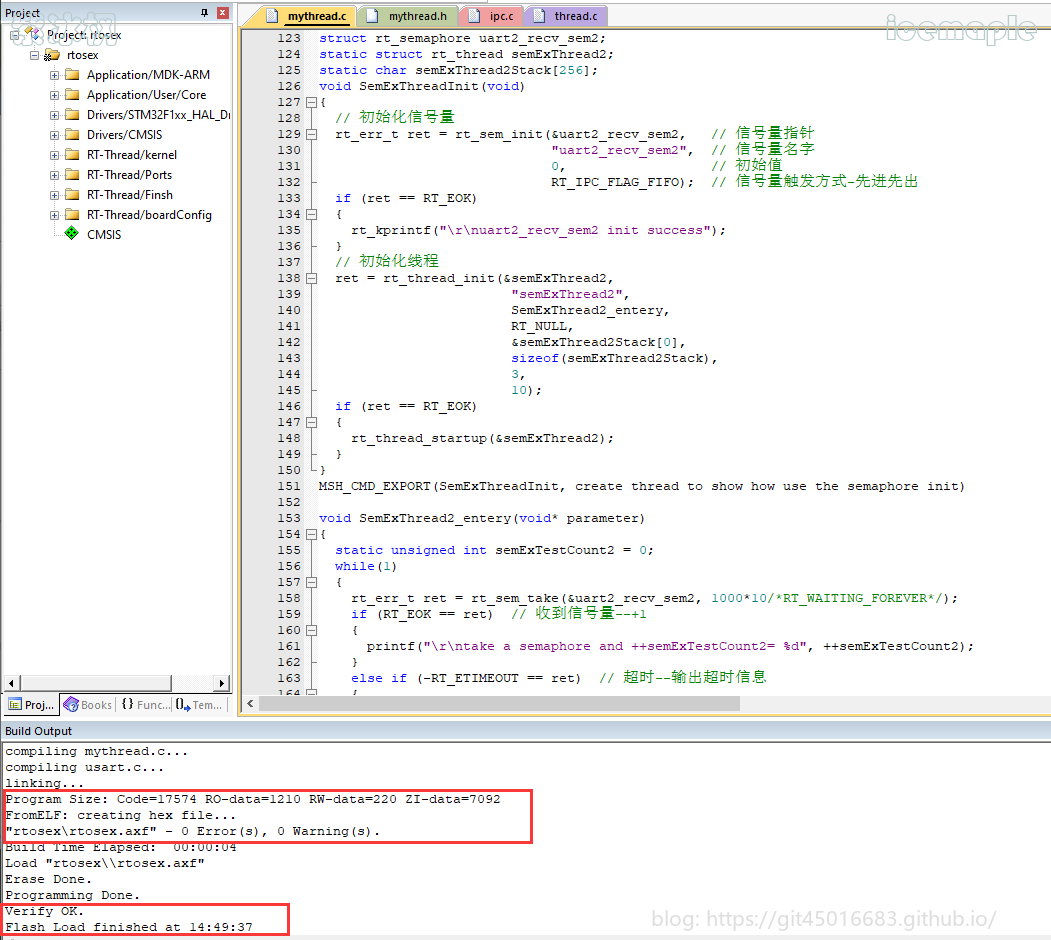 Project
Project: rtosex
rtosex
Application/MDK-ARM
Application/User/Core
Drivers/STM32F1xx_HAL_Dr
Drivers/CMSIS
RT-Thread/kernel
RT-Thread/Ports
RT-Thread/Finsh
RT-Thread/boardConfig
CMSIS
Proj... Books {} Func... Tem...
mythread.c mythread.h ipc.c thread.c
icemaple
123 struct rt_semaphore uart2_recv_sem2;
124 static struct rt_thread semExThread2;
125 static char semExThread2Stack[256];
126 void SemExThreadInit(void)
127 {
128 // 初始化信号量
129 rt_err_t ret = rt_sem_init(&uart2_recv_sem2, // 信号量指针
130 "uart2_recv_sem2", // 信号量名字
131 0, // 初始值
132 RT_IPC_FLAG_FIFO); // 信号量触发方式-先进先出
133 if (ret == RT_EOK)
134 {
135 rt_kprintf("\r\nuart2_recv_sem2 init success");
136 }
137 // 初始化线程
138 ret = rt_thread_init(&semExThread2,
139 "semExThread2",
140 SemExThread2_entery,
141 RT_NULL,
142 &semExThread2Stack[0],
143 sizeof(semExThread2Stack),
144 3,
145 10);
146 if (ret == RT_EOK)
147 {
148 rt_thread_startup(&semExThread2);
149 }
150 }
151 MSH_CMD_EXPORT(SemExThreadInit, create thread to show how use the semaphore init)
152
153 void SemExThread2_entery(void* parameter)
154 {
155 static unsigned int semExTestCount2 = 0;
156 while(1)
157 {
158 rt_err_t ret = rt_sem_take(&uart2_recv_sem2, 1000*10/*RT_WAITING_FOREVER*/);
159 if (RT_EOK == ret) // 收到信号量--+1
160 {
161 printf("\r\ntake a semaphore and ++semExTestCount2= %d", ++semExTestCount2);
162 }
163 else if (-RT_ETIMEOUT == ret) // 超时--输出超时信息
164 {
Build Output
compiling mythread.c...
compiling usart.c...
linking...
Program Size: Code=17574 RO-data=1210 RW-data=220 ZI-data=7092
FromELF: creating hex file...
"rtosex\rtosex.axf" - 0 Error(s), 0 Warning(s).
Build Time Elapsed: 00:00:04
Load "rtosex\\rtosex.axf"
Erase Done.
Programming Done.
Verify OK.
Flash Load finished at 14:49:37
blog: https://git45016683.github.io/